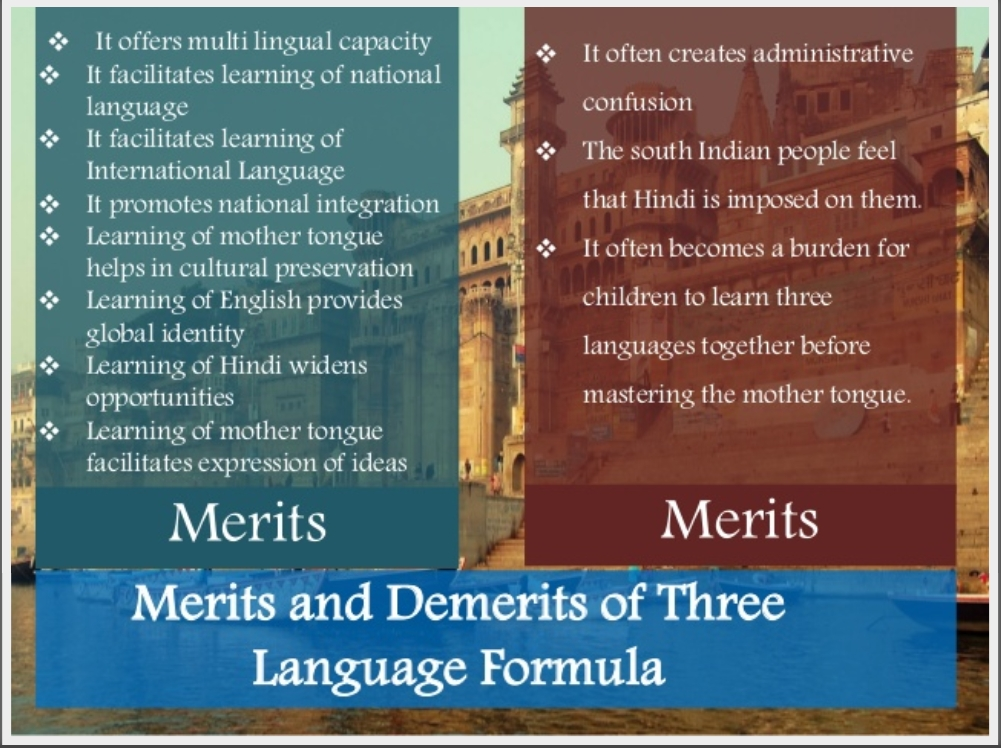 ❖ It offers multi lingual capacity
❖ It facilitates learning of national
language
❖ It facilitates learning of
International Language
❖ It promotes national integration
❖ Learning of mother tongue
helps in cultural preservation
❖ Learning of English provides
global identity
❖ Learning of Hindi widens
opportunities
❖ Learning of mother tongue
facilitates expression of ideas
Merits
❖ It often creates administrative
confusion
❖ The south Indian people feel
that Hindi is imposed on them.
❖ It often becomes a burden for
children to learn three
languages together before
mastering the mother tongue.
Merits
Merits and Demerits of Three
Language Formula